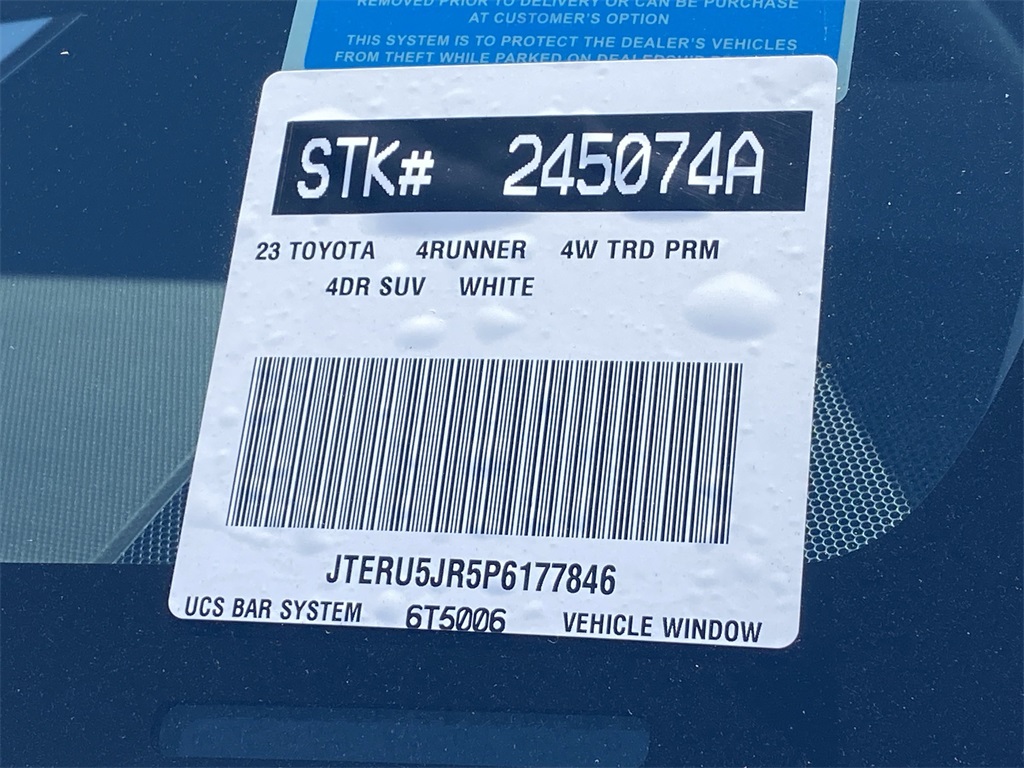 REMOVED PRIOR TO DELIVERY OR CAN BE PURCHASE
AT CUSTOMER'S OPTION
THIS SYSTEM IS TO PROTECT THE DEALER'S VEHICLES
FROM THEFT WHILE PARKED ON
STK# 245074A
23 TOYOTA 4RUNNER 4W TRD PRM
4DR SUV WHITE
JTERU5JR5P6177846
UCS BAR SYSTEM 6T5006 VEHICLE WINDOW